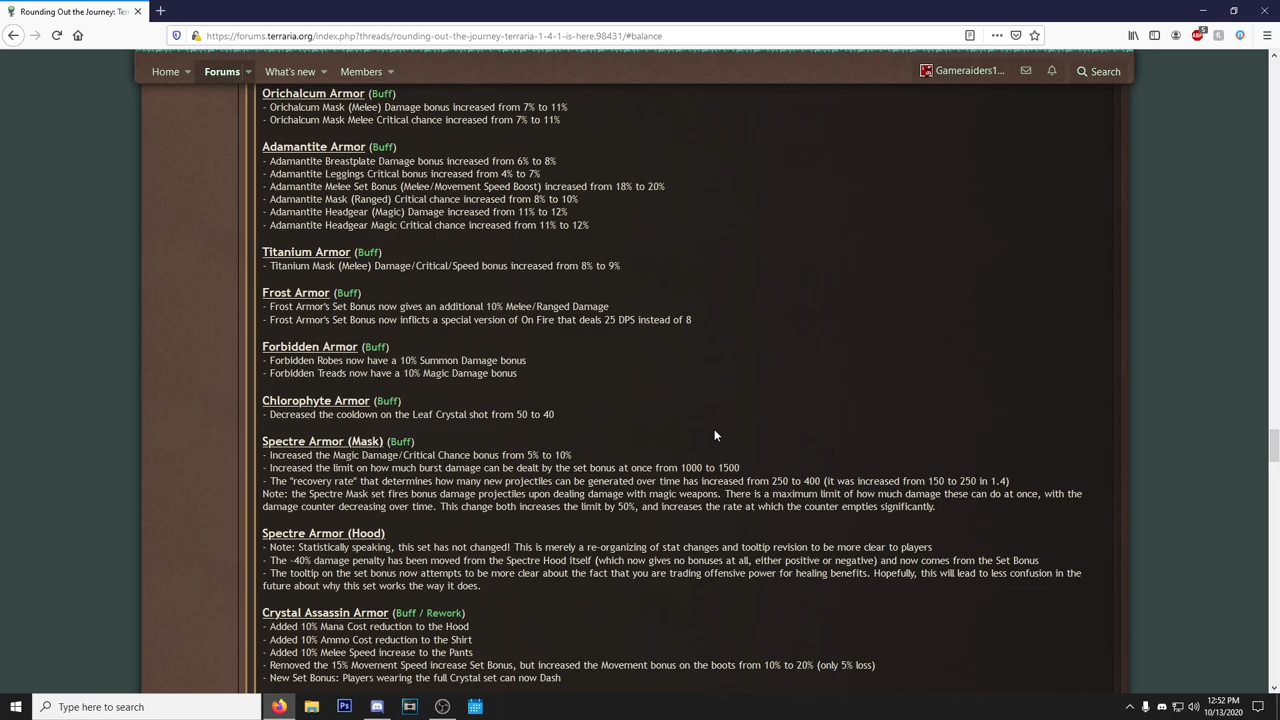 Rounding Out the Journey: Terr
https://forums.terraria.org/index.php?threads/rounding-out-the-journey-terraria-1-4-1-is-here.98431/#balance
Home Forums What's new Members Gameraiders1... Search
Orichalcum Armor (Buff)
- Orichalcum Mask (Melee) Damage bonus increased from 7% to 11%
- Orichalcum Mask Melee Critical chance increased from 7% to 11%
Adamantite Armor (Buff)
- Adamantite Breastplate Damage bonus increased from 6% to 8%
- Adamantite Leggings Critical bonus increased from 4% to 7%
- Adamantite Melee Set Bonus (Melee/Movement Speed Boost) increased from 18% to 20%
- Adamantite Mask (Ranged) Critical chance increased from 8% to 10%
- Adamantite Headgear (Magic) Damage increased from 11% to 12%
- Adamantite Headgear Magic Critical chance increased from 11% to 12%
Titanium Armor (Buff)
- Titanium Mask (Melee) Damage/Critical/Speed bonus increased from 8% to 9%
Frost Armor (Buff)
- Frost Armor's Set Bonus now gives an additional 10% Melee/Ranged Damage
- Frost Armor's Set Bonus now inflicts a special version of On Fire that deals 25 DPS instead of 8
Forbidden Armor (Buff)
- Forbidden Robes now have a 10% Summon Damage bonus
- Forbidden Treads now have a 10% Magic Damage bonus
Chlorophyte Armor (Buff)
- Decreased the cooldown on the Leaf Crystal shot from 50 to 40
Spectre Armor (Mask) (Buff)
- Increased the Magic Damage/Critical Chance bonus from 5% to 10%
- Increased the limit on how much burst damage can be dealt by the set bonus at once from 1000 to 1500
- The "recovery rate" that determines how many new projectiles can be generated over time has increased from 250 to 400 (it was increased from 150 to 250 in 1.4)
Note: the Spectre Mask set fires bonus damage projectiles upon dealing damage with magic weapons. There is a maximum limit of how much damage these can do at once, with the
damage counter decreasing over time. This change both increases the limit by 50%, and increases the rate at which the counter empties significantly.
Spectre Armor (Hood)
- Note: Statistically speaking, this set has not changed! This is merely a re-organizing of stat changes and tooltip revision to be more clear to players
- The -40% damage penalty has been moved from the Spectre Hood itself (which now gives no bonuses at all, either positive or negative) and now comes from the Set Bonus
- The tooltip on the set bonus now attempts to be more clear about the fact that you are trading offensive power for healing benefits. Hopefully, this will lead to less confusion in the
future about why this set works the way it does.
Crystal Assassin Armor (Buff / Rework)
- Added 10% Mana Cost reduction to the Hood
- Added 10% Ammo Cost reduction to the Shirt
- Added 10% Melee Speed increase to the Pants
- Removed the 15% Movement Speed increase Set Bonus, but increased the Movement bonus on the boots from 10% to 20% (only 5% loss)
- New Set Bonus: Players wearing the full Crystal set can now Dash
Type here to search
12:52 PM
10/13/2020